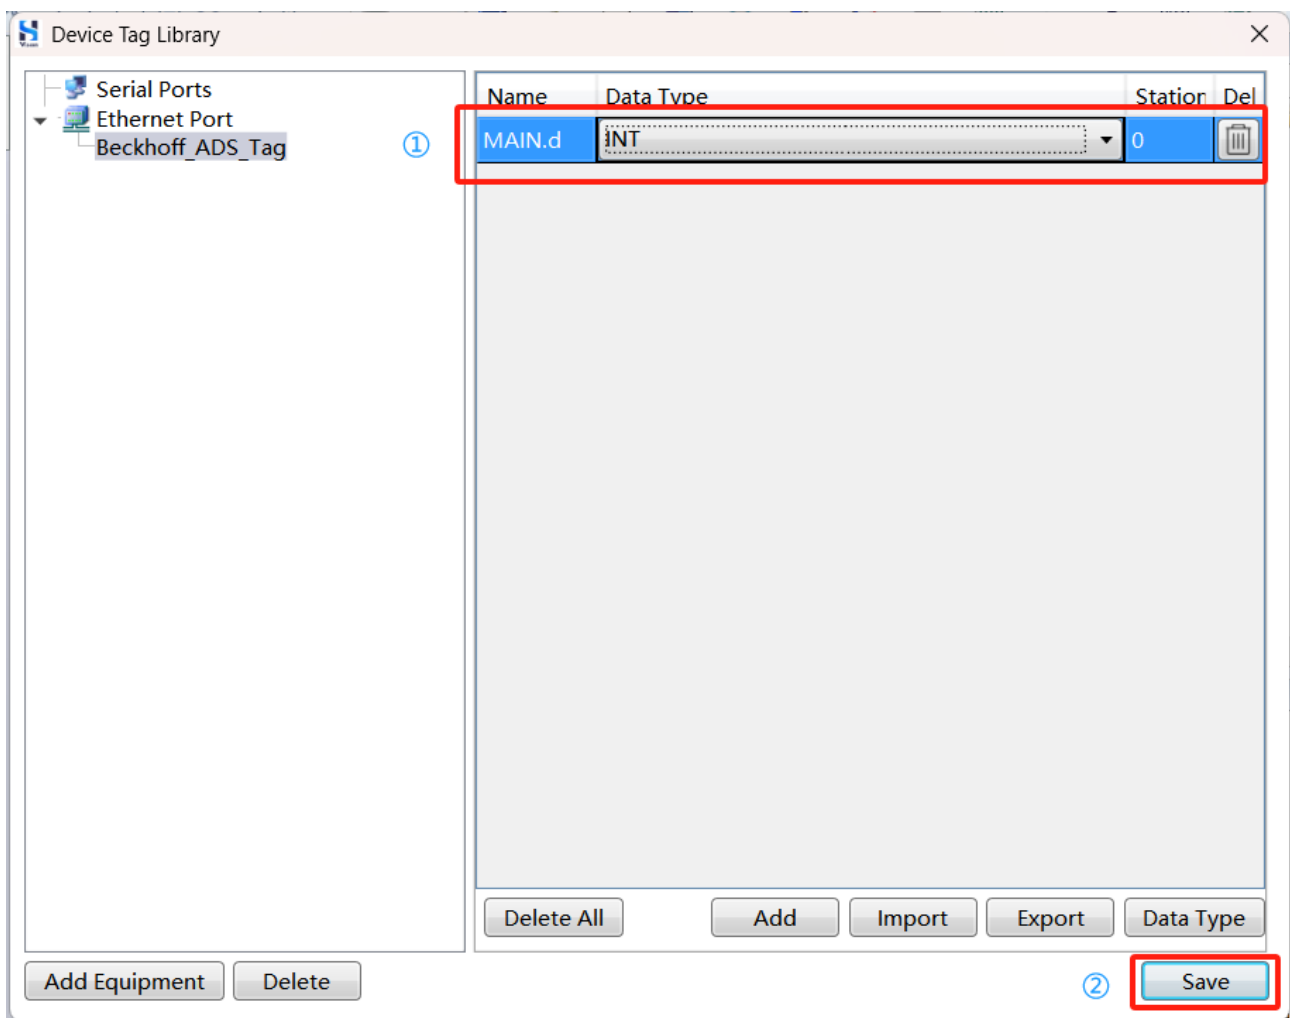 Device Tag Library
Serial Ports
Ethernet Port
Beckhoff_ADS_Tag
①
Name Data Type Station Del
MAIN.d INT 0
Delete All Add Import Export Data Type
Add Equipment Delete ② Save